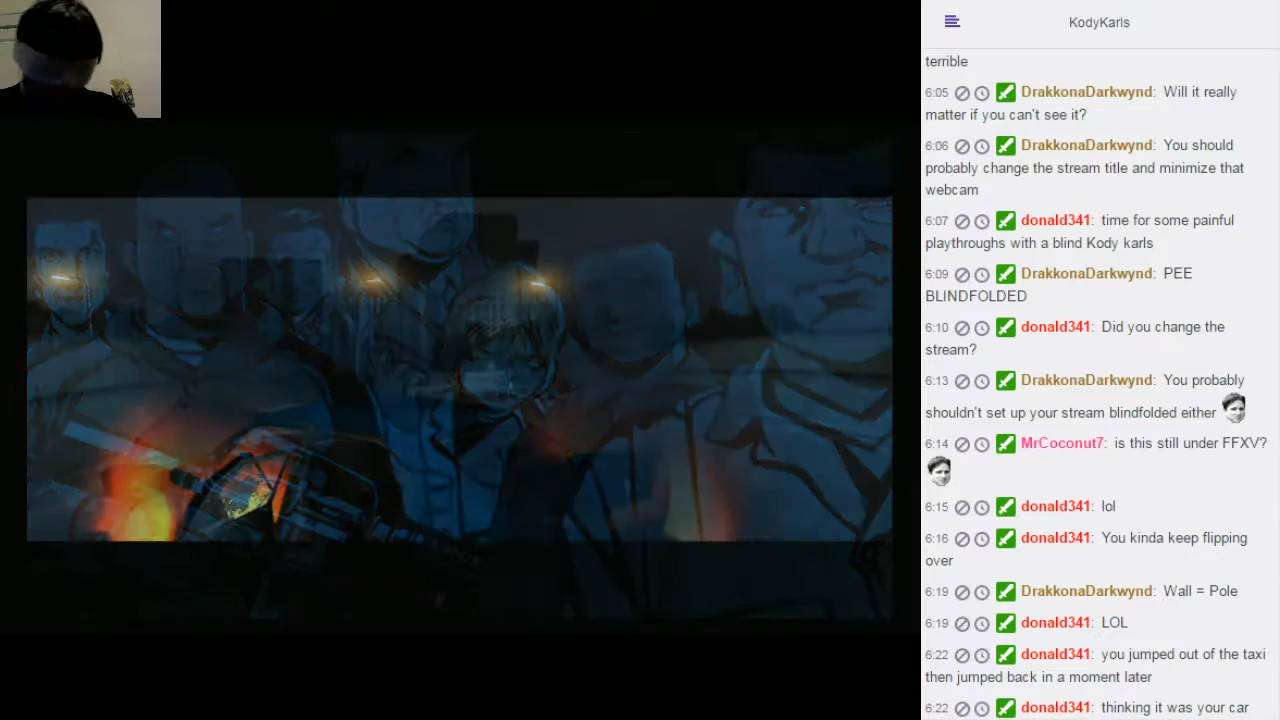 KodyKarls
terrible
6:05 DrakkonaDarkwynd: Will it really
matter if you can't see it?
6:06 DrakkonaDarkwynd: You should
probably change the stream title and minimize that
webcam
6:07 donald341: time for some painful
playthroughs with a blind Kody karls
6:09 DrakkonaDarkwynd: PEE
BLINDFOLDED
6:10 donald341: Did you change the
stream?
6:13 DrakkonaDarkwynd: You probably
shouldn't set up your stream blindfolded either
6:14 MrCoconut7: is this still under FFXV?
6:15 donald341: lol
6:16 donald341: You kinda keep flipping
over
6:19 DrakkonaDarkwynd: Wall = Pole
6:19 donald341: LOL
6:22 donald341: you jumped out of the taxi
then jumped back in a moment later
6:22 donald341: thinking it was your car